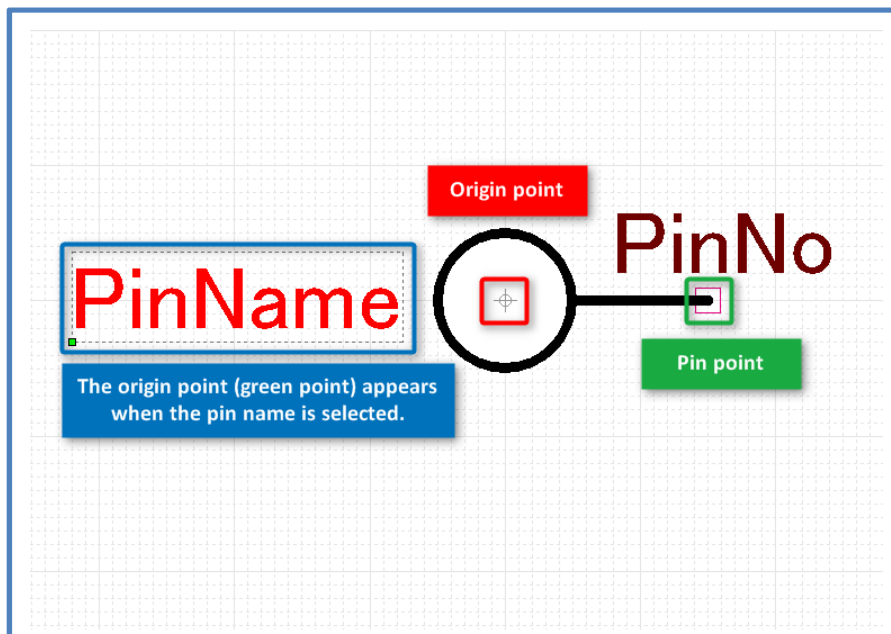 Origin point
PinNo
PinName
Pin point
The origin point (green point) appears
when the pin name is selected.